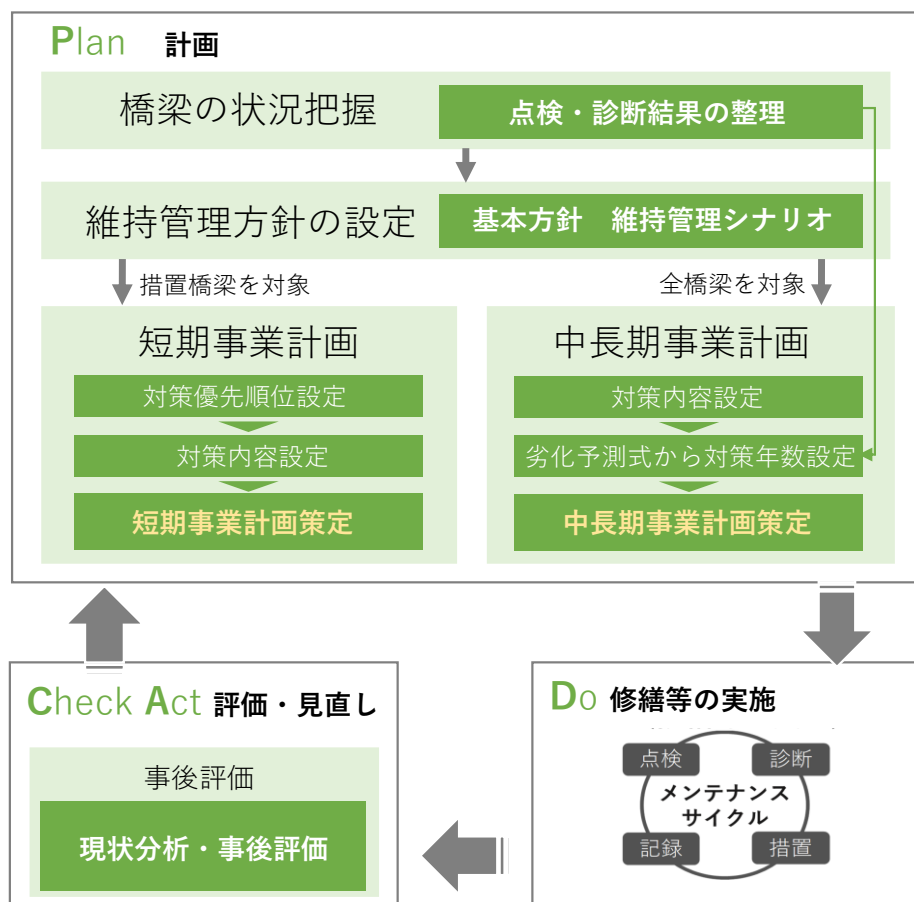 Plan 計画
橋梁の状況把握
点検・診断結果の整理
維持管理方針の設定
基本方針 維持管理シナリオ
措置橋梁を対象
全橋梁を対象
短期事業計画
対策優先順位設定
対策内容設定
短期事業計画策定
中長期事業計画
対策内容設定
劣化予測式から対策年数設定
中長期事業計画策定
Check Act 評価・見直し
事後評価
現状分析・事後評価
Do 修繕等の実施
点検
診断
メンテナンス
サイクル
記録
措置